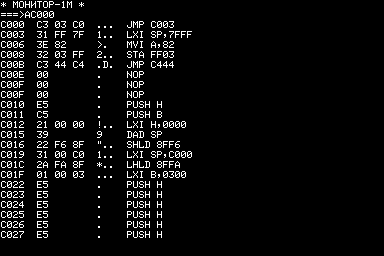 * МОНИТОР-1М *
===>AC000
C000 C3 03 C0 ... JMP C003
C003 31 FF 7F 1.. LXI SP,7FFF
C006 3E 82 >. MVI A,82
C008 32 03 FF 2.. STA FF03
C00B C3 44 C4 .D. JMP C444
C00E 00 . NOP
C00F 00 . NOP
C00F 00 . NOP
C010 E5 . PUSH H
C011 C5 . PUSH B
C012 21 00 00 !.. LXI H,0000
C015 39 9 DAD SP
C016 22 F6 8F ".. SHLD 8FF6
C019 31 00 C0 1.. LXI SP,C000
C01C 2A FA 8F *.. LHLD 8FFA
C01F 01 00 03 ... LXI B,0300
C022 E5 . PUSH H
C023 E5 . PUSH H
C024 E5 . PUSH H
C025 E5 . PUSH H
C026 E5 . PUSH H
C027 E5 . PUSH H